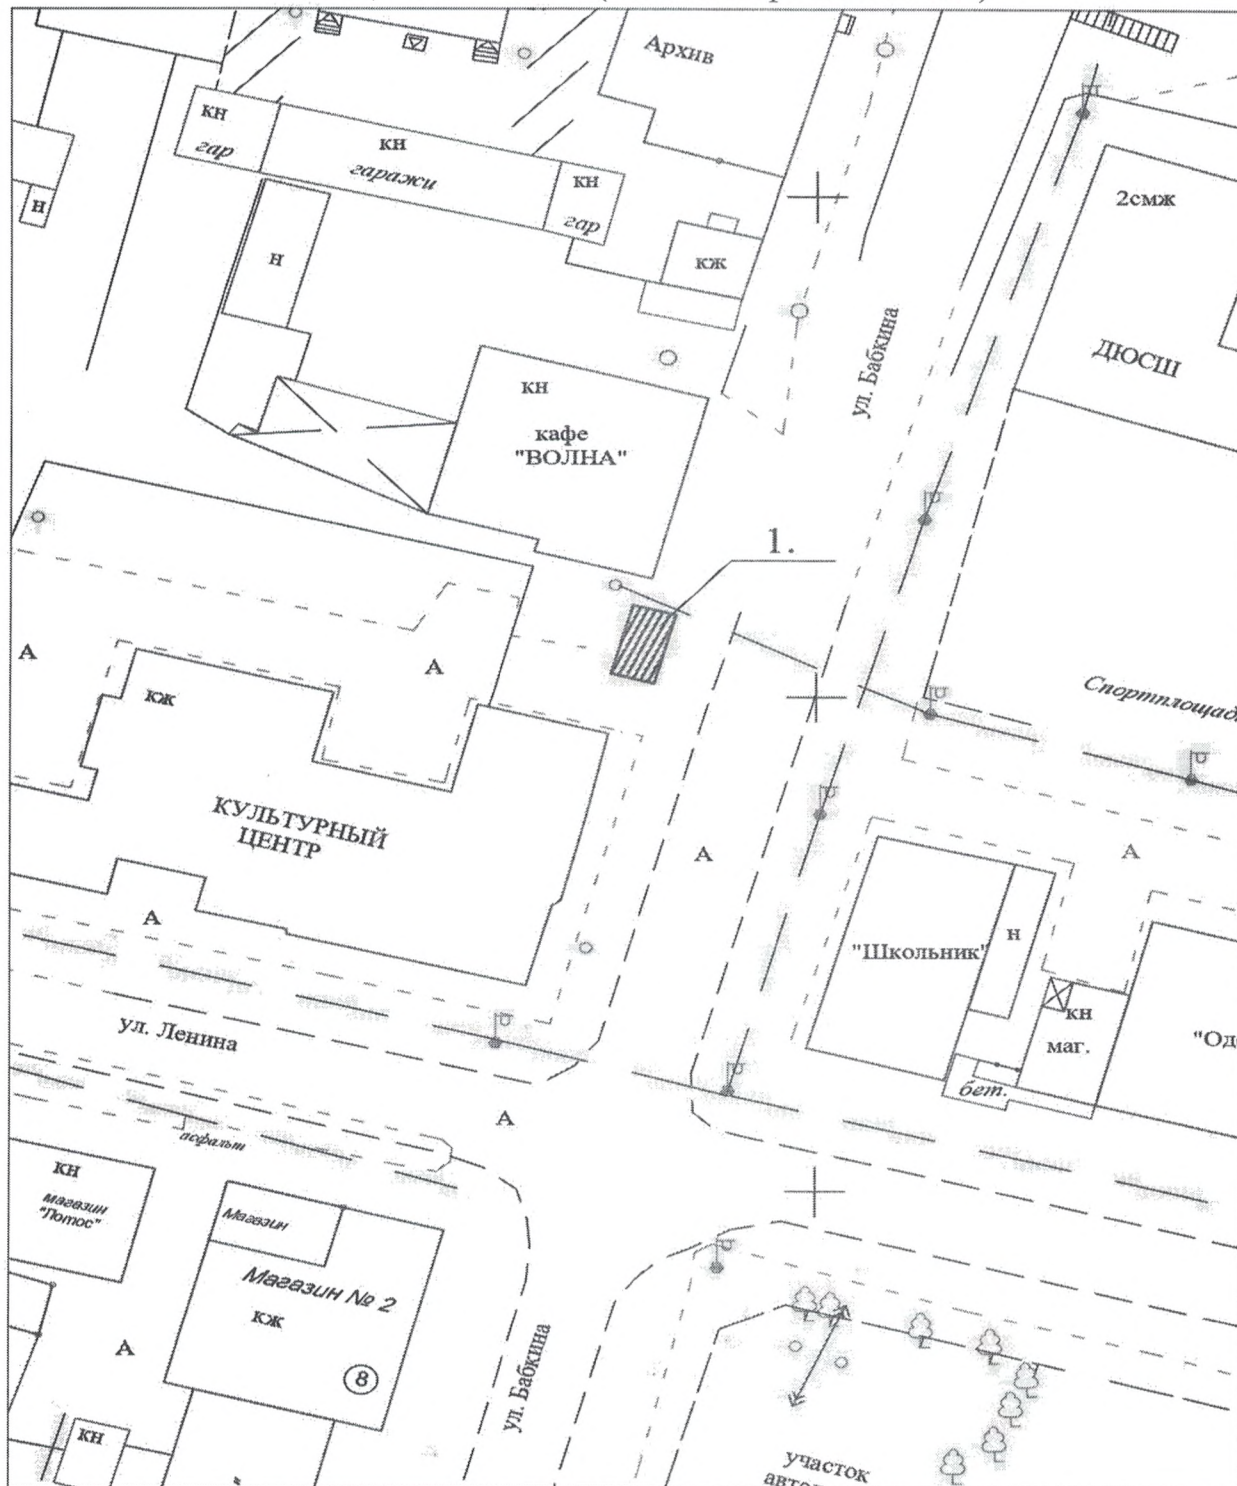 Архив
кн
гар
кн
гаражи
кн
гар
н
н
кж
2смж
ДЮСШ
ул. Бабкина
кн
кафе
"ВОЛНА"
1.
А
А
кж
Спортплощад
КУЛЬТУРНЫЙ
ЦЕНТР
А
А
А
"Школьник"
н
кн
маг.
"Од
бет.
ул. Ленина
А
асфальт
кн
магазин
"Лотос"
Магазин
Магазин № 2
кж
8
А
ул. Бабкина
кн
участок